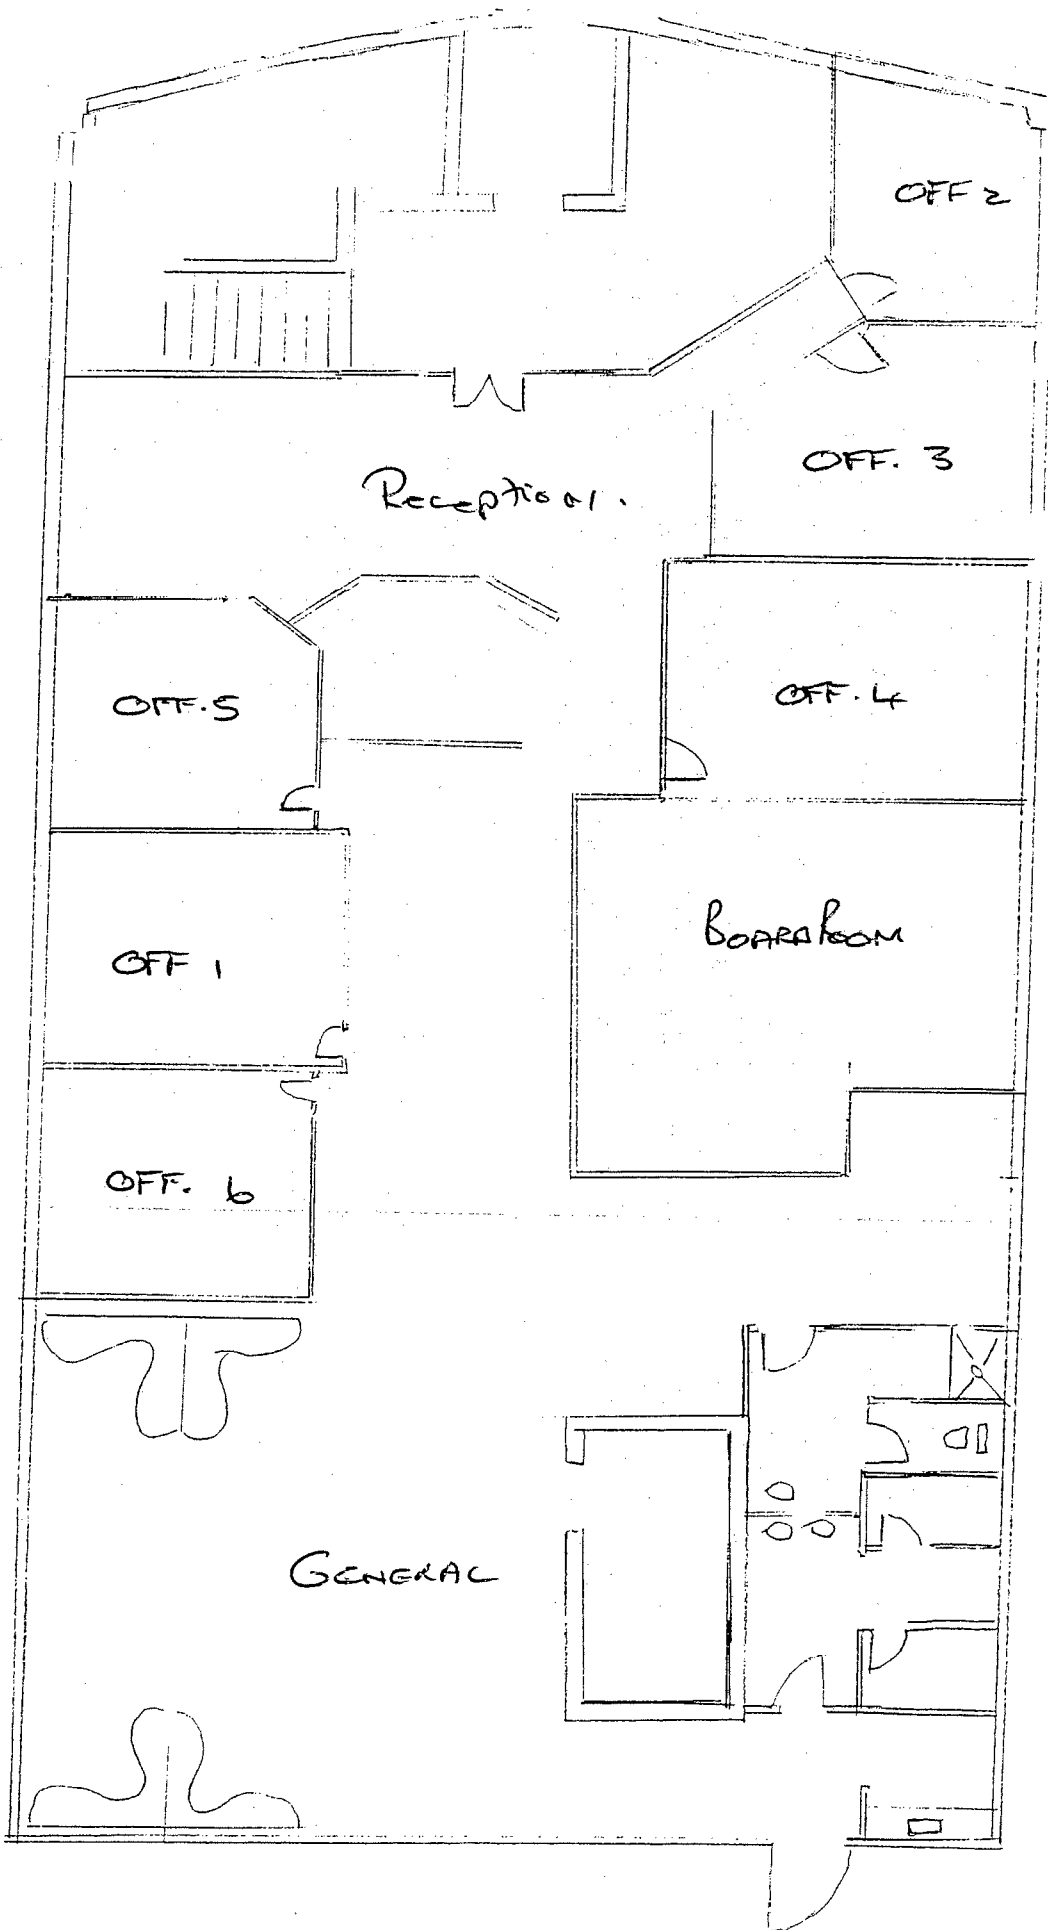 OFF 2
OFF. 3
Reception.
OFF. 4
OFF. 5
BOARDROOM
OFF 1
OFF. 6
GENERAL